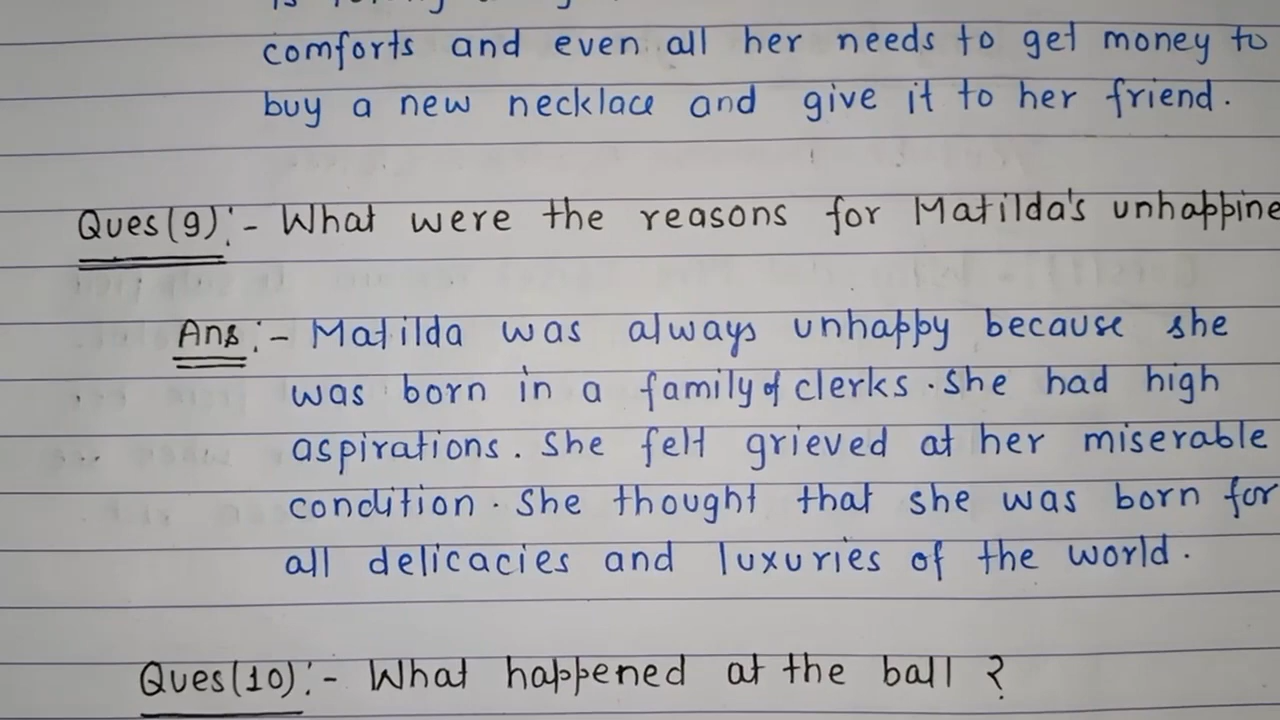 comforts and even all her needs to get money to
buy a new necklace and give it to her friend.
Ques(9):- What were the reasons for Matilda's unhappine
Ans:- Matilda was always unhappy because she
was born in a family of clerks. She had high
aspirations. She felt grieved at her miserable
condition. She thought that she was born for
all delicacies and luxuries of the world.
Ques(10):- What happened at the ball ?